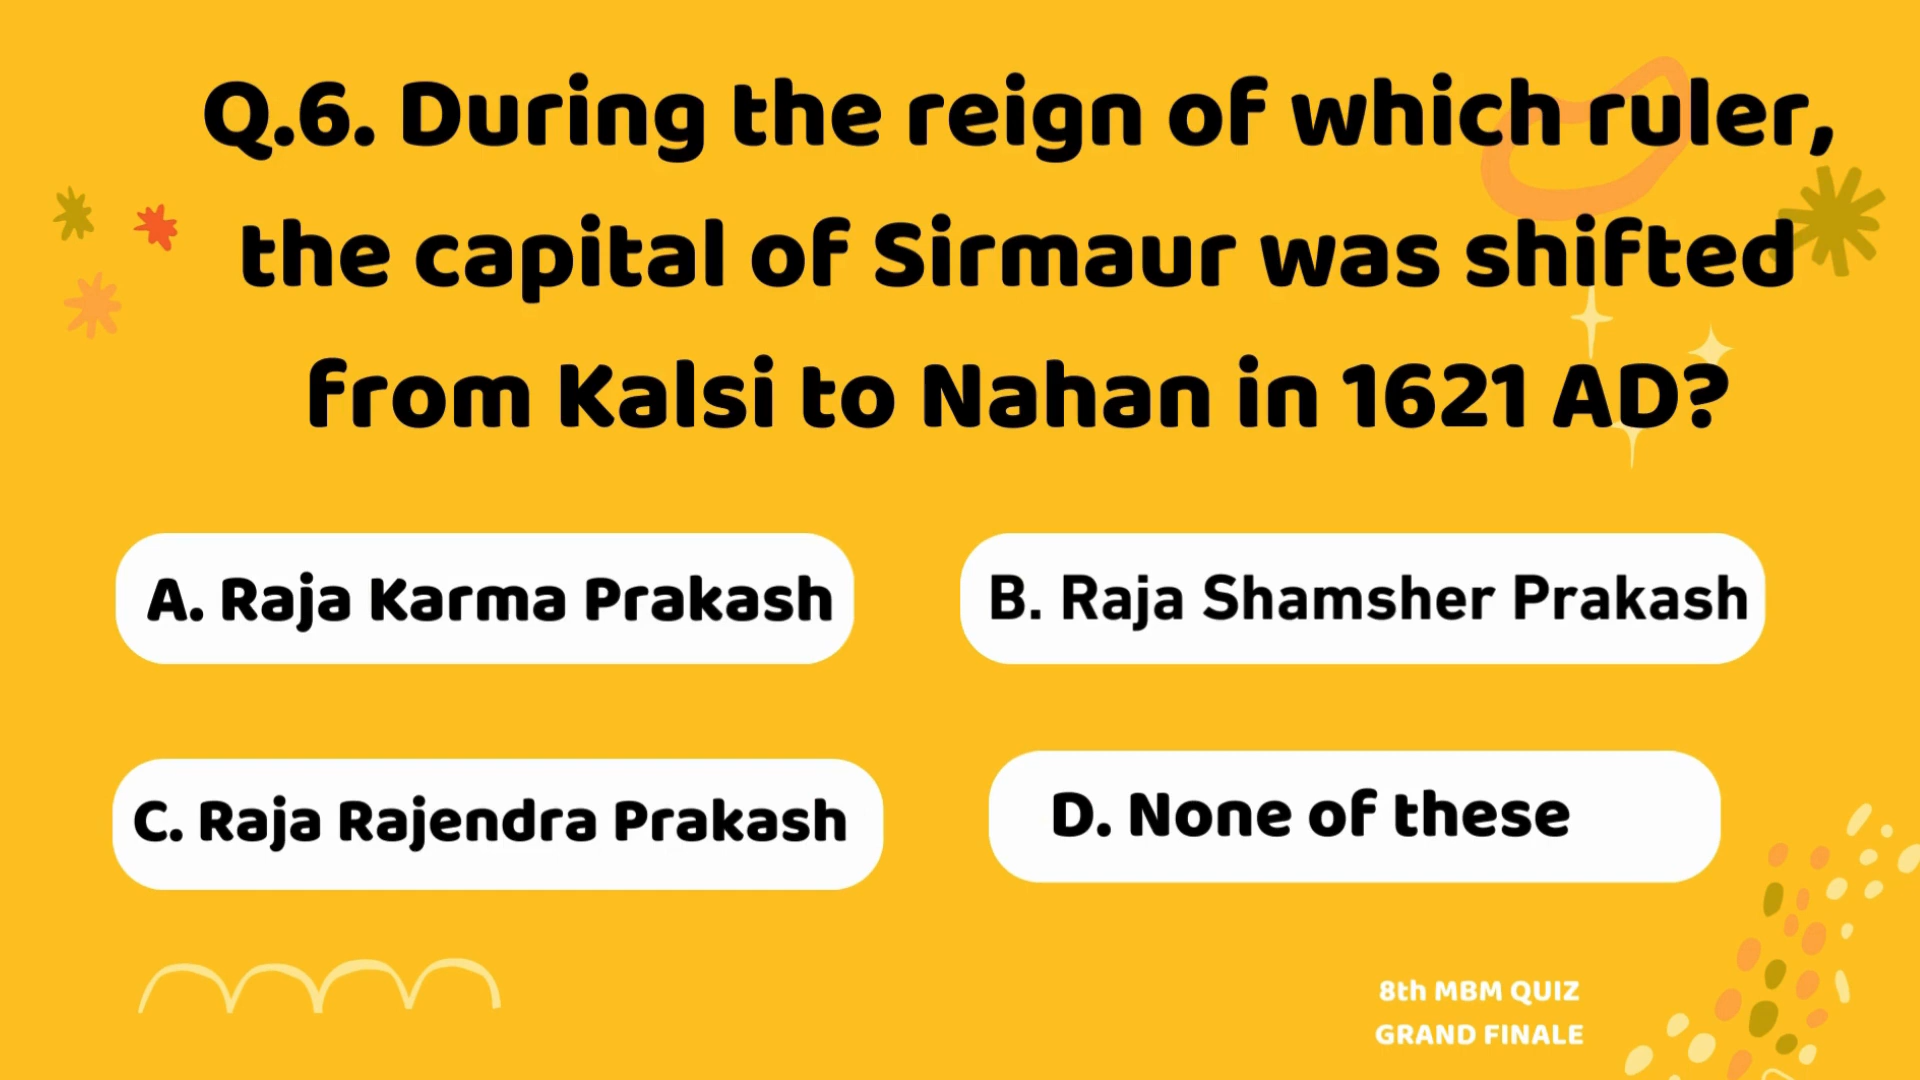 Q.6. During the reign of which ruler,
the capital of Sirmaur was shifted
from Kalsi to Nahan in 1621 AD?
A. Raja Karma Prakash
B. Raja Shamsher Prakash
C. Raja Rajendra Prakash
D. None of these
8th MBM QUIZ
GRAND FINALE